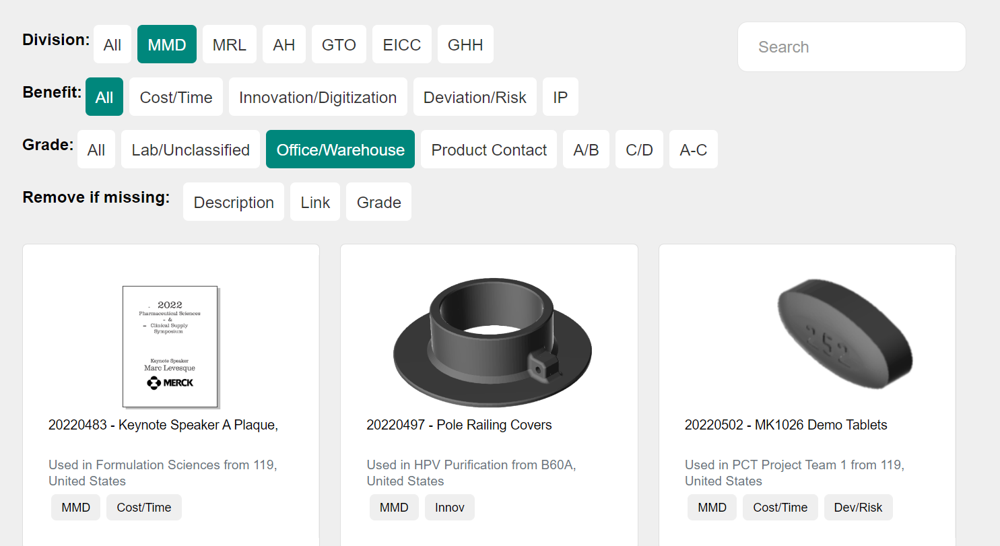 Division: All MMD MRL AH GTO EICC GHH Search
Benefit: All Cost/Time Innovation/Digitization Deviation/Risk IP
Grade: All Lab/Unclassified Office/Warehouse Product Contact A/B C/D A-C
Remove if missing: Description Link Grade
2022
Pharmaceutical Sciences
- &
Clinical Supply
Symposium
Keynote Speaker
Marc Levesque
MERCK
20220483 - Keynote Speaker A Plaque,
Used in Formulation Sciences from 119,
United States
MMD Cost/Time
20220497 - Pole Railing Covers
Used in HPV Purification from B60A,
United States
MMD Innov
252
20220502 - MK1026 Demo Tablets
Used in PCT Project Team 1 from 119,
United States
MMD Cost/Time Dev/Risk